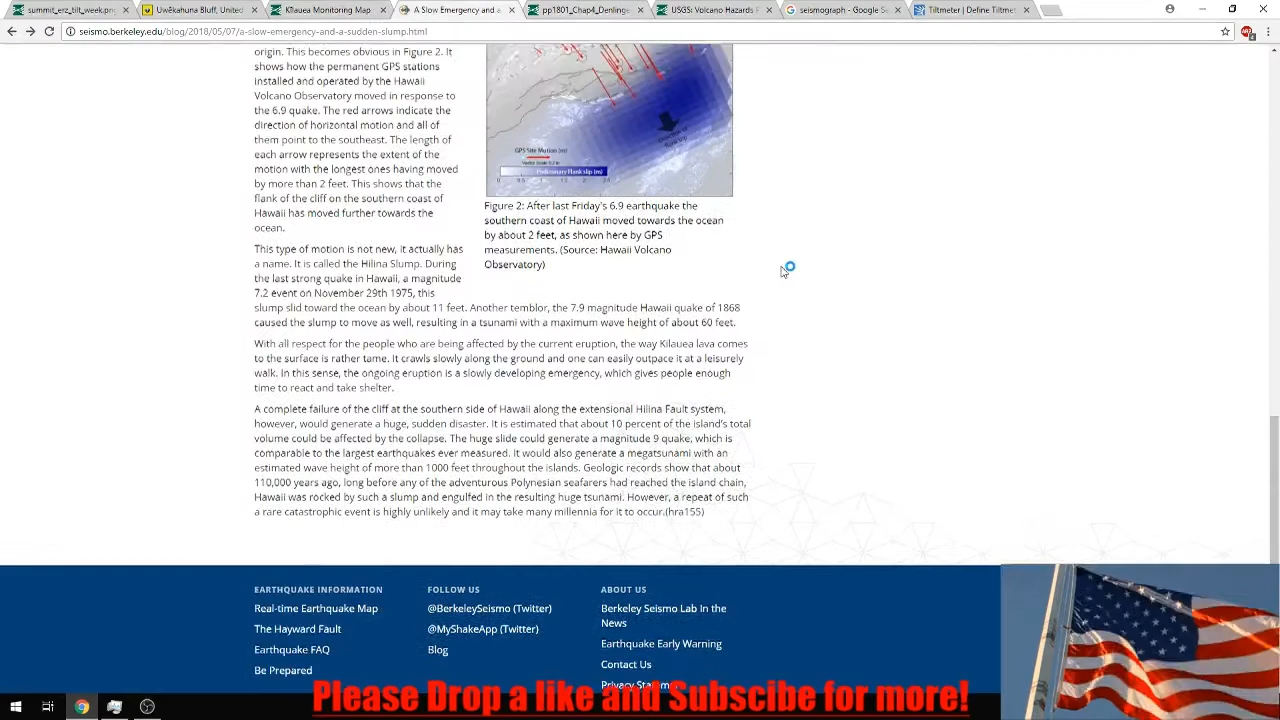 summit_erz_tilt_week.pn
Uwēkahuna Bluff, United
Kīlauea Monitoring Map
A Slow Emergency and a
pp1801_Chap4_Denlinge
USGS Volcano Hazards P
seismograph - Google Se
Tiltmeter | Define Tiltme
seismo.berkeley.edu/blog/2018/05/07/a-slow-emergency-and-a-sudden-slump.html
origin. This becomes obvious in Figure 2. It
shows how the permanent GPS stations
installed and operated by the Hawaii
Volcano Observatory moved in response to
the 6.9 quake. The red arrows indicate the
direction of horizontal motion and all of
them point to the southeast. The length of
each arrow represents the extent of the
motion with the longest ones having moved
by more than 2 feet. This shows that the
flank of the cliff on the southern coast of
Hawaii has moved further towards the
ocean.
GPS Site Motion (m)
Preliminary Flank slip (m)
0 0.5 1
Figure 2: After last Friday's 6.9 earthquake the
southern coast of Hawaii moved towards the ocean
by about 2 feet, as shown here by GPS
measurements. (Source: Hawaii Volcano
Observatory)
This type of motion is not new, it actually has
a name. It is called the Hilina Slump. During
the last strong quake in Hawaii, a magnitude
7.2 event on November 29th 1975, this
slump slid toward the ocean by about 11 feet. Another temblor, the 7.9 magnitude Hawaii quake of 1868
caused the slump to move as well, resulting in a tsunami with a maximum wave height of about 60 feet.
With all respect for the people who are being affected by the current eruption, the way Kilauea lava comes
to the surface is rather tame. It crawls slowly along the ground and one can easily outpace it at a leisurely
walk. In this sense, the ongoing eruption is a slowly developing emergency, which gives people enough
time to react and take shelter.
A complete failure of the cliff at the southern side of Hawaii along the extensional Hilina Fault system,
however, would generate a huge, sudden disaster. It is estimated that about 10 percent of the island's total
volume could be affected by the collapse. The huge slide could generate a magnitude 9 quake, which is
comparable to the largest earthquakes ever measured. It would also generate a megatsunami with an
estimated wave height of more than 1000 feet throughout the islands. Geologic records show that about
110,000 years ago, long before any of the adventurous Polynesian seafarers had reached the island chain,
Hawaii was rocked by such a slump and engulfed in the resulting huge tsunami. However, a repeat of such
a rare catastrophic event is highly unlikely and it may take many millennia for it to occur.(hra155)
EARTHQUAKE INFORMATION
Real-time Earthquake Map
The Hayward Fault
Earthquake FAQ
Be Prepared
FOLLOW US
@BerkeleySeismo (Twitter)
@MyShakeApp (Twitter)
Blog
ABOUT US
Berkeley Seismo Lab In the
News
Earthquake Early Warning
Contact Us
Privacy Statem
Please Drop a like and Subscibe for more!